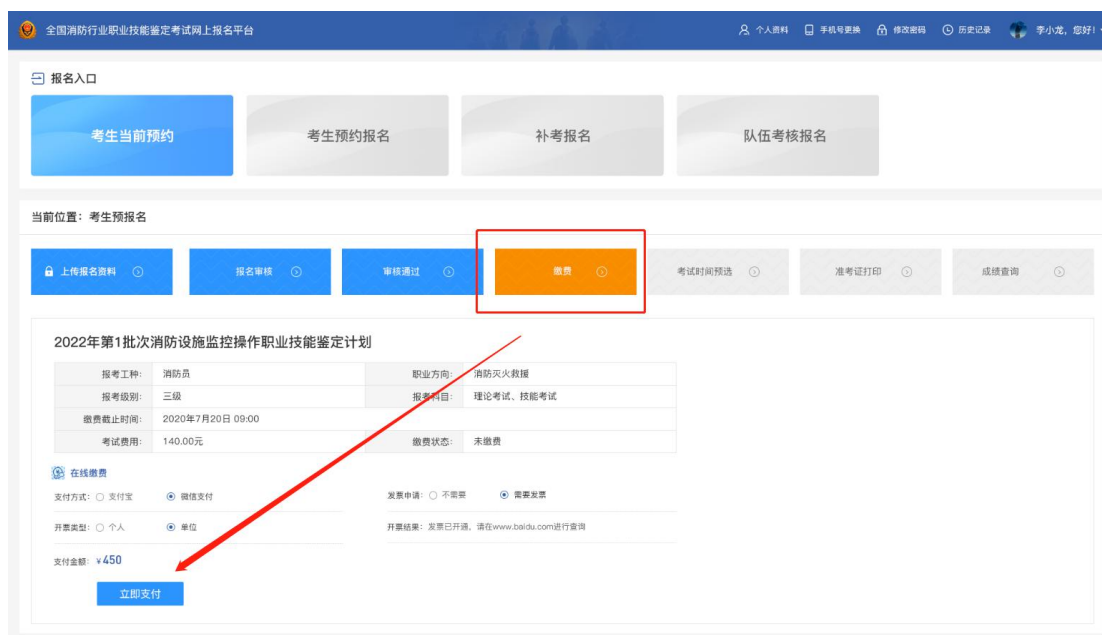 全国消防行业职业技能鉴定考试网上报名平台
个人资料 手机号更换 修改密码 历史记录 李小龙，您好！
报名入口
考生当前预约 考生预约报名 补考报名 队伍考核报名
当前位置：考生预报名
上传报名资料 报名审核 审核通过 缴费 考试时间预选 准考证打印 成绩查询
2022年第1批次消防设施监控操作职业技能鉴定计划
报考工种: 消防员 职业方向: 消防灭火救援
报考级别: 三级 报考科目: 理论考试、技能考试
缴费截止时间: 2020年7月20日 09:00
考试费用: 140.00元 缴费状态: 未缴费
在线缴费
支付方式: 支付宝 微信支付 发票申请: 不需要 需要发票
开票类型: 个人 单位 开票结果: 发票已开通，请在www.baidu.com进行查询
支付金额: ¥450
立即支付